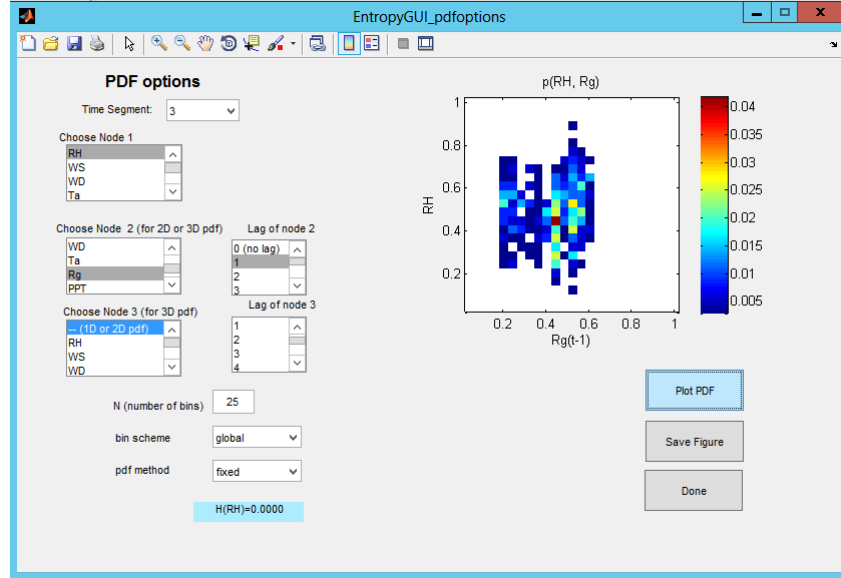 EntropyGUI_pdfoptions
PDF options
Time Segment: 3
Choose Node 1
RH
WS
WD
Ta
Choose Node 2 (for 2D or 3D pdf)
WD
Ta
Rg
PPT
Lag of node 2
0 (no lag)
1
2
3
Choose Node 3 (for 3D pdf)
-- (1D or 2D pdf)
RH
WS
WD
Lag of node 3
1
2
3
4
N (number of bins) 25
bin scheme global
pdf method fixed
H(RH)=0.0000
p(RH, Rg)
1
0.8
0.6
0.4
0.2
RH
0.2 0.4 0.6 0.8 1
Rg(t-1)
0.04
0.035
0.03
0.025
0.02
0.015
0.01
0.005
Plot PDF
Save Figure
Done